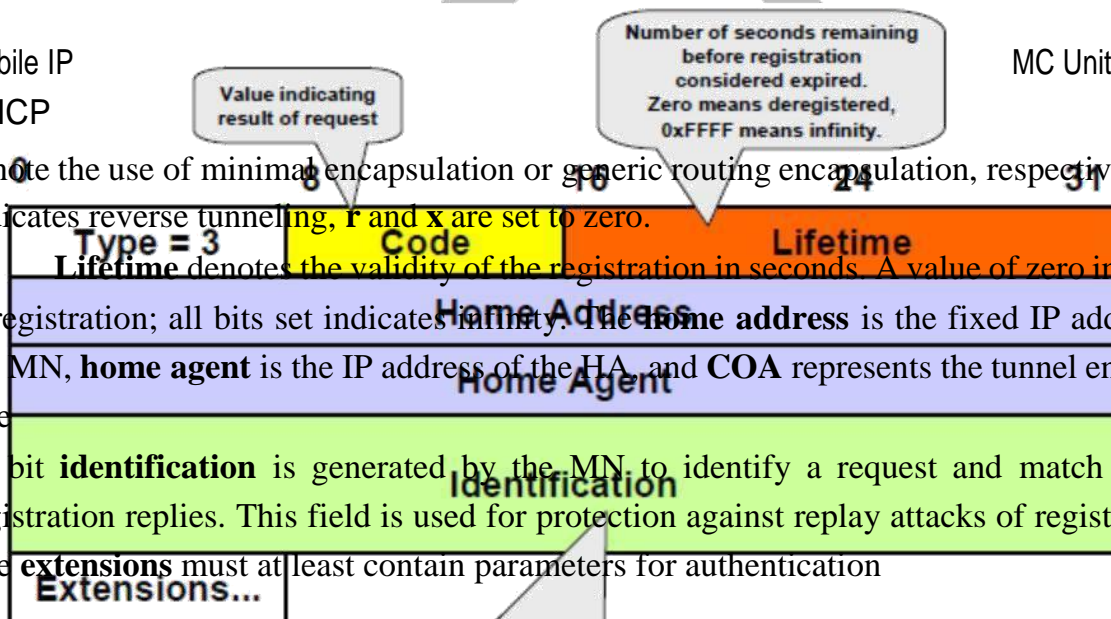 bile IP
MC Unit
ICP
Number of seconds remaining
before registration
considered expired.
Zero means deregistered,
0xFFFF means infinity.
Value indicating
result of request
0 8 16 24 31
note the use of minimal encapsulation or generic routing encapsulation, respectiv
dicates reverse tunneling, r and x are set to zero.
Type = 3 Code Lifetime
Lifetime denotes the validity of the registration in seconds. A value of zero in
registration; all bits set indicates infinity. The home address is the fixed IP add
Home Address
MN, home agent is the IP address of the HA, and COA represents the tunnel en
Home Agent
e
bit identification is generated by the MN to identify a request and match
Identification
gistration replies. This field is used for protection against replay attacks of regist
e extensions must at least contain parameters for authentication
Extensions...